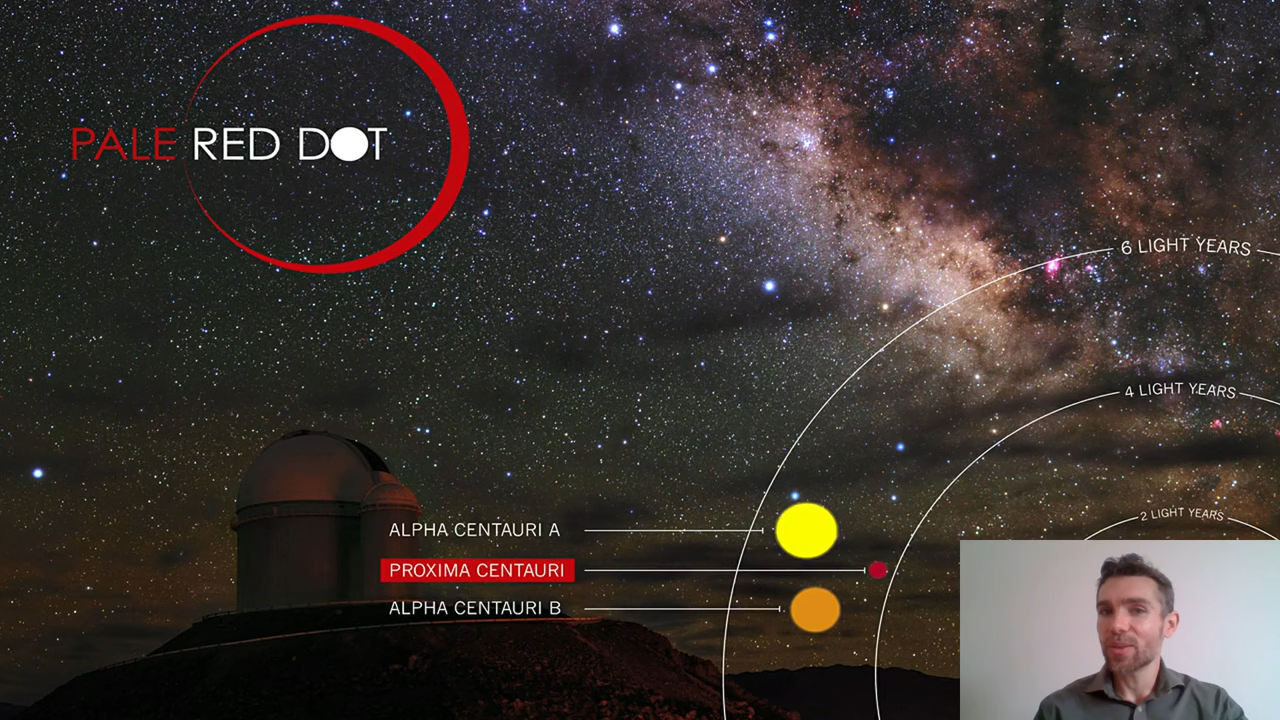 PALE RED DOT
6 LIGHT YEARS
4 LIGHT YEARS
2 LIGHT YEARS
ALPHA CENTAURI A
PROXIMA CENTAURI
ALPHA CENTAURI B